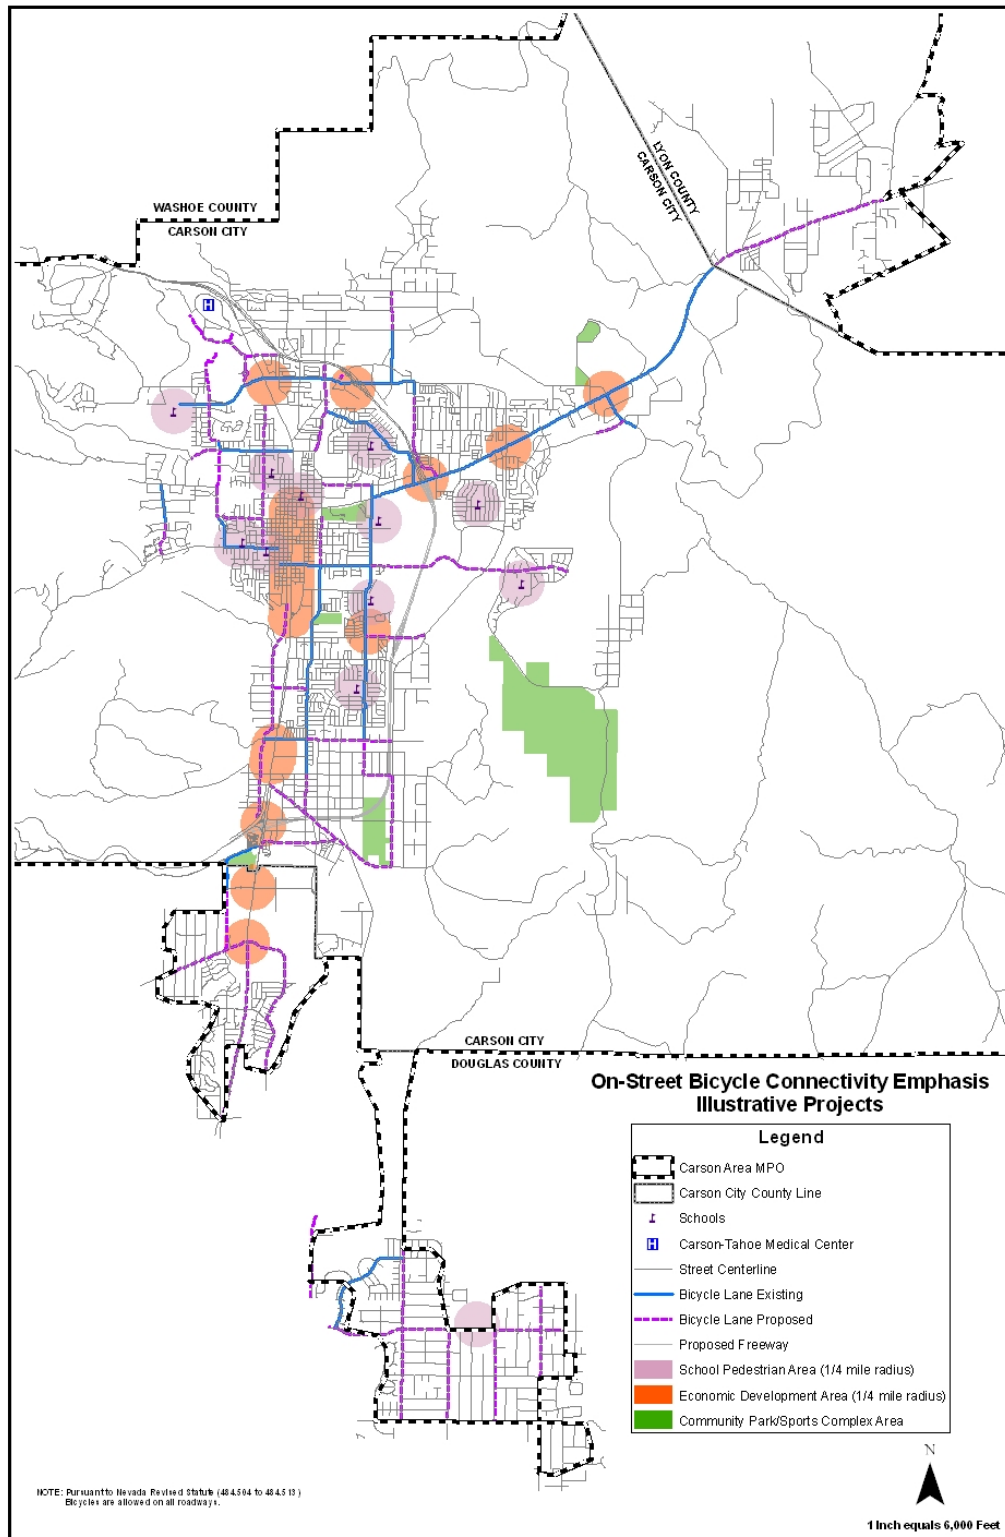 LYON COUNTY
CARSON CITY
WASHOE COUNTY
CARSON CITY
H
CARSON CITY
DOUGLAS COUNTY
On-Street Bicycle Connectivity Emphasis
Illustrative Projects
Legend
Carson Area MPO
Carson City County Line
Schools
H Carson-Tahoe Medical Center
Street Centerline
Bicycle Lane Existing
Bicycle Lane Proposed
Proposed Freeway
School Pedestrian Area (1/4 mile radius)
Economic Development Area (1/4 mile radius)
Community Park/Sports Complex Area
N
NOTE: Pursuant to Nevada Revised Statute (484.504 to 484.513)
Bicycles are allowed on all roadways.
1 Inch equals 6,000 Feet